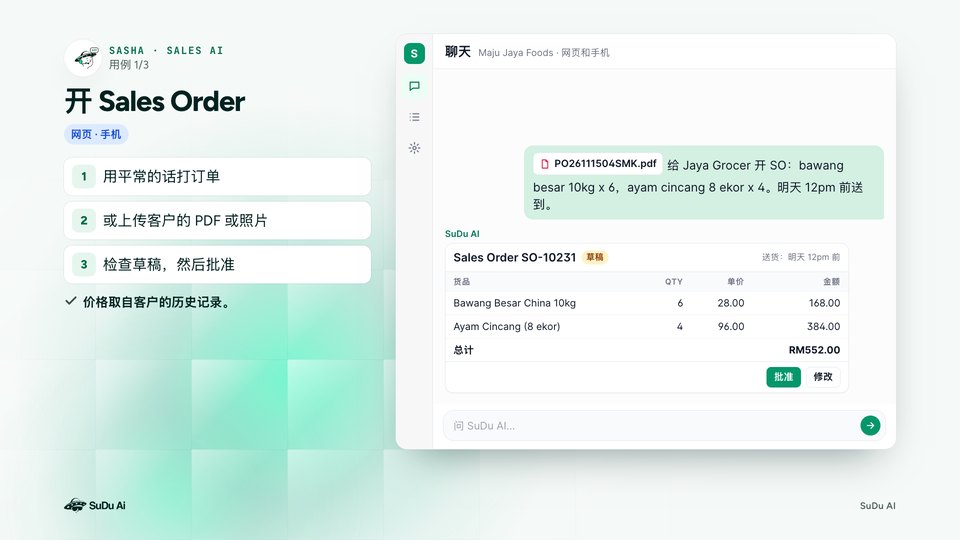 SASHA · SALES AI
用例 1/3
开 Sales Order
网页 · 手机
1 用平常的话打订单
2 或上传客户的 PDF 或照片
3 检查草稿，然后批准
价格取自客户的历史记录。
SuDu Ai
S
聊天 Maju Jaya Foods · 网页和手机
PO26111504SMK.pdf 给 Jaya Grocer 开 SO：bawang
besar 10kg x 6，ayam cincang 8 ekor x 4。明天 12pm 前送
到。
SuDu AI
Sales Order SO-10231 草稿 送货：明天 12pm 前
货品 QTY 单价 金额
Bawang Besar China 10kg 6 28.00 168.00
Ayam Cincang (8 ekor) 4 96.00 384.00
总计 RM552.00
批准 修改
问 SuDu AI...
SuDu AI